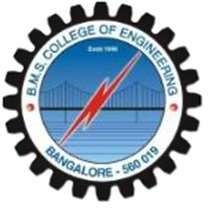 B.M.S. COLLEGE OF ENGINEERING
Estd 1946
BANGALORE - 560 019